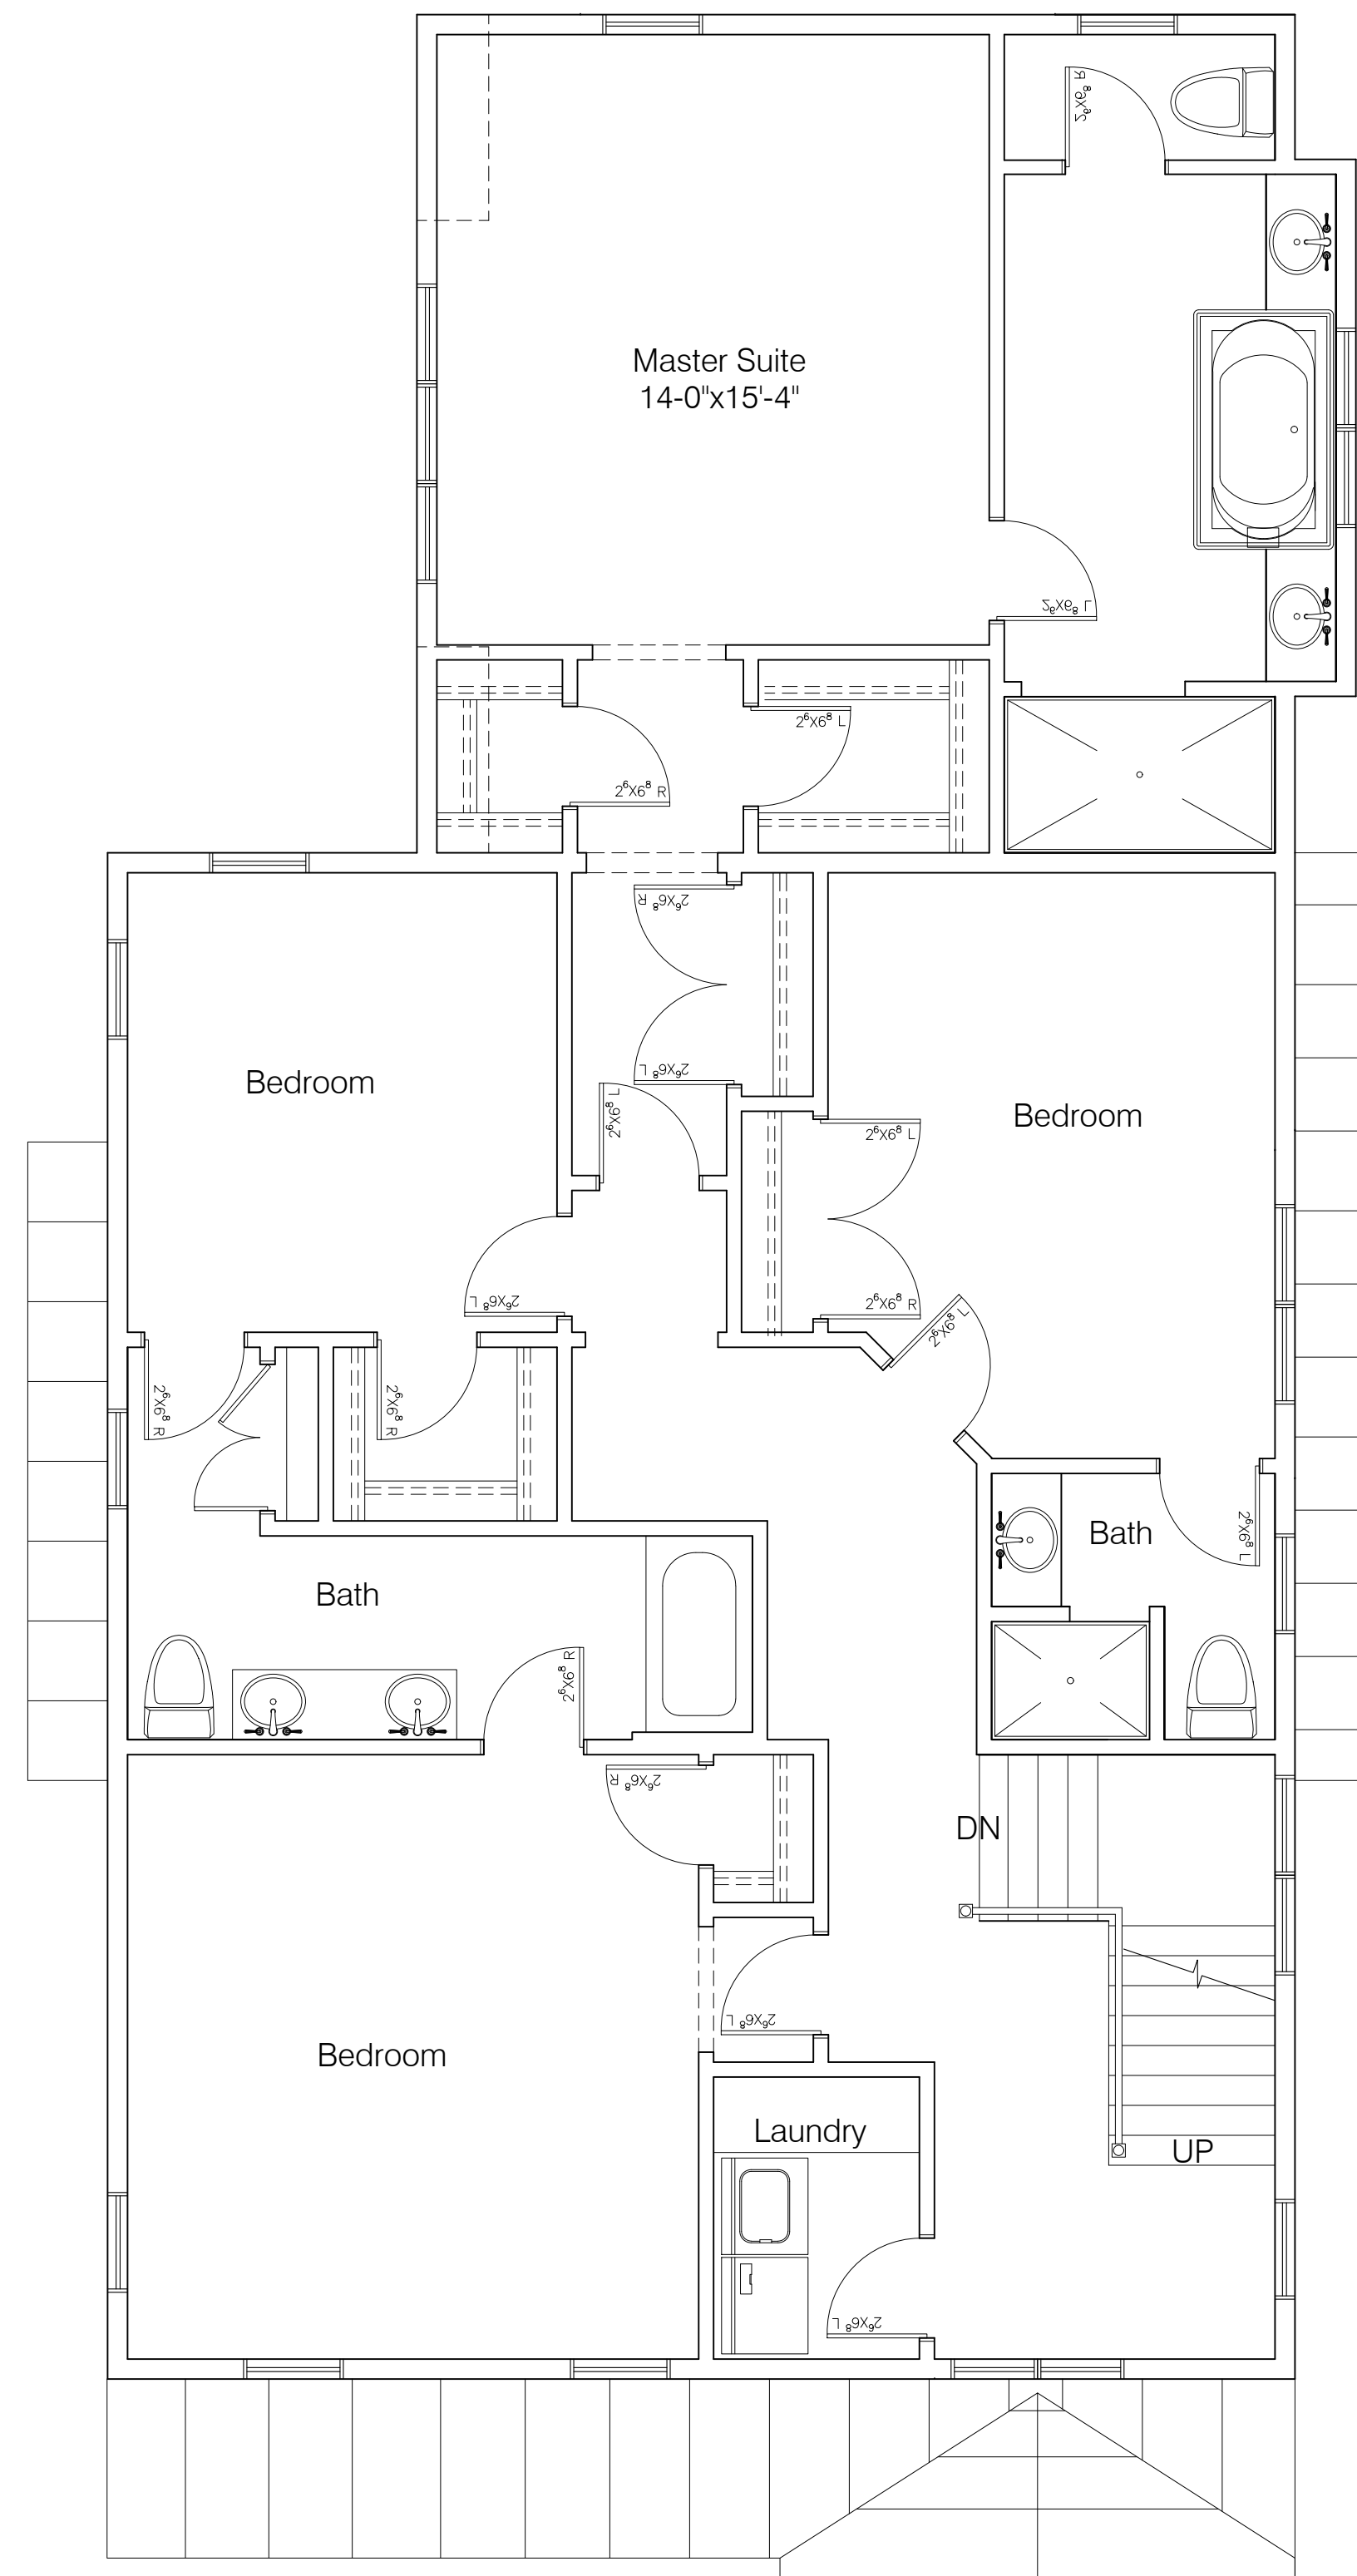 2⁶X6⁸ R
Master Suite
14-0"x15'-4"
2⁶X6⁸ L
2⁶X6⁸ L
2⁶X6⁸ R
2⁶X6⁸ R
2⁶X6⁸ L
Bedroom
2⁶X6⁸ L
Bedroom
2⁶X6⁸ L
2⁶X6⁸ L
2⁶X6⁸ R
2⁶X6⁸ L
2⁶X6⁸ R
2⁶X6⁸ R
Bath
2⁶X6⁸ L
Bath
2⁶X6⁸ R
2⁶X6⁸ R
DN
2⁶X6⁸ L
Bedroom
Laundry
UP
2⁶X6⁸ L